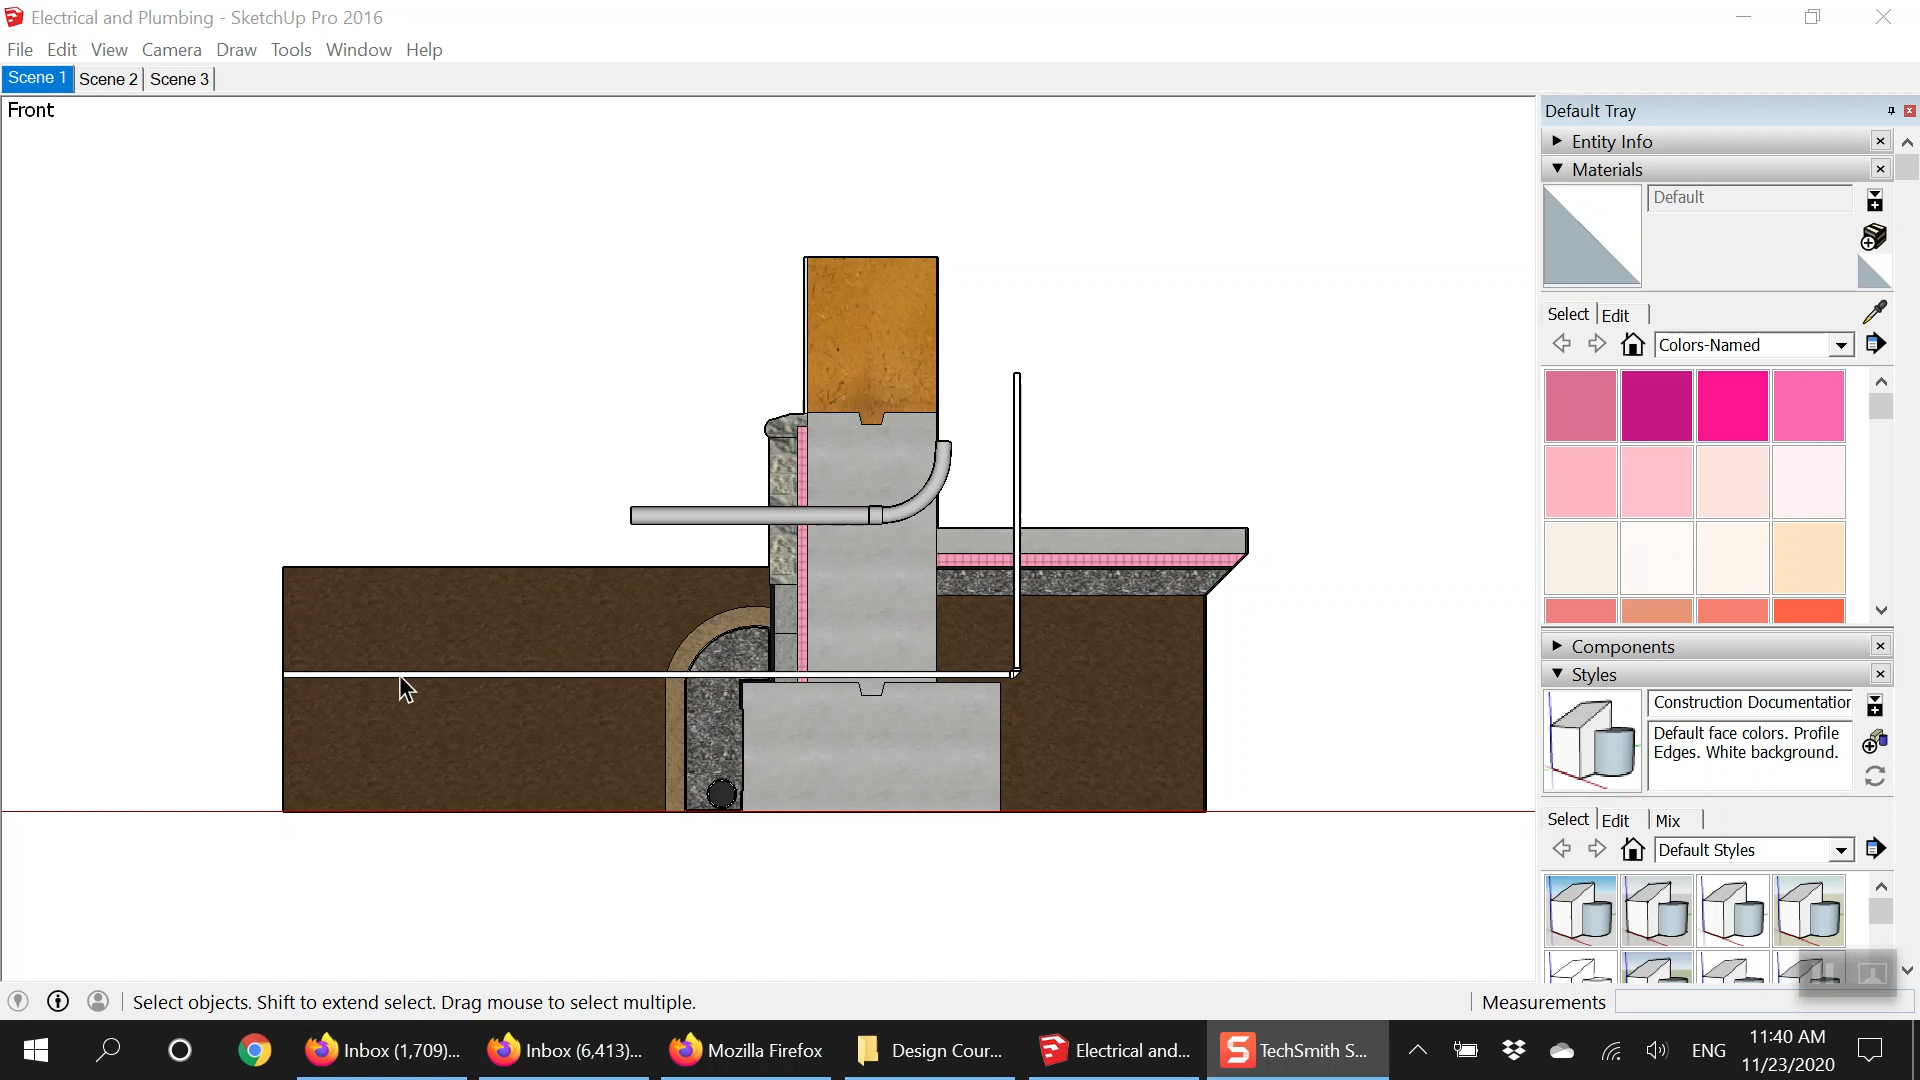 Electrical and Plumbing - SketchUp Pro 2016
File Edit View Camera Draw Tools Window Help
Scene 1 Scene 2 Scene 3
Front
Default Tray
Entity Info
Materials
Default
Select Edit
Colors-Named
Components
Styles
Construction Documentation
Default face colors. Profile
Edges. White background.
Select Edit Mix
Default Styles
Select objects. Shift to extend select. Drag mouse to select multiple.
Measurements
Inbox (1,709)...
Inbox (6,413)...
Mozilla Firefox
Design Cour...
Electrical and...
TechSmith S...
ENG
11:40 AM
11/23/2020